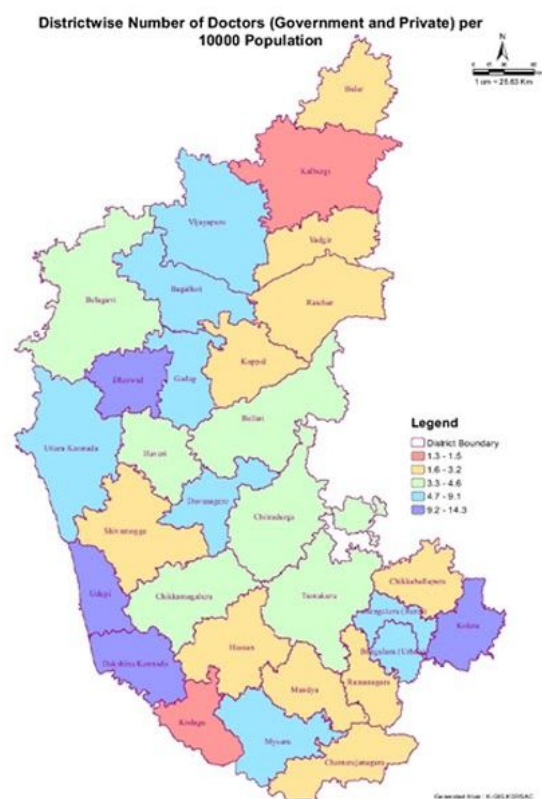 Districtwise Number of Doctors (Government and Private) per
10000 Population
N
1 cm = 25.63 Km
Bidar
Kalburgi
Vijayapura
Yadgir
Belagavi
Bagalkot
Raichur
Koppal
Dharwad
Gadag
Ballari
Uttara Kannada
Haveri
Davanagere
Chitradurga
Shivamogga
Chikkamagaluru
Tumakuru
Chikkaballapura
Udupi
Kolara
Hassan
Dakshina Kannada
Mandya
Ramanagara
Kodagu
Mysuru
Chamarajanagara
Legend
District Boundary
1.3 - 1.5
1.6 - 3.2
3.3 - 4.6
4.7 - 9.1
9.2 - 14.3